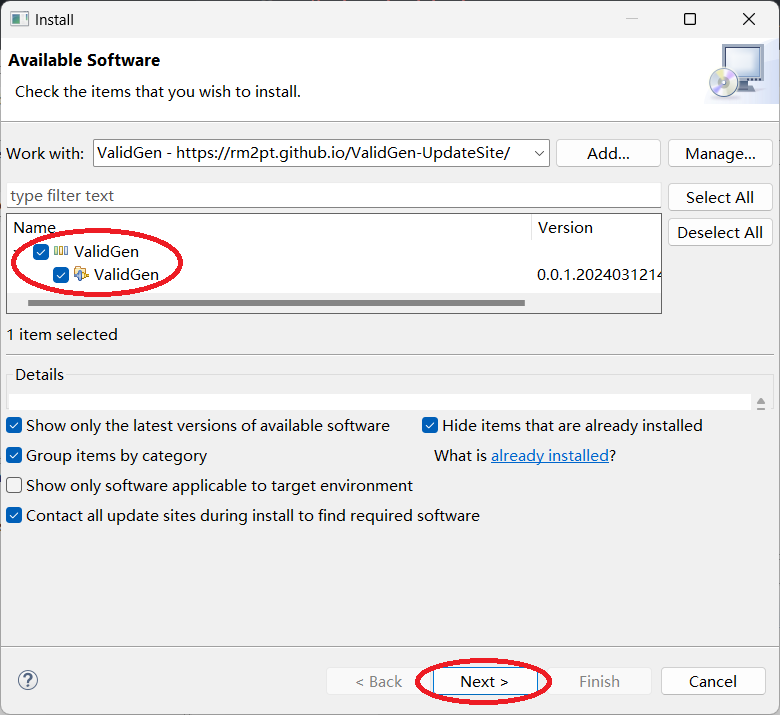 Install
Available Software
Check the items that you wish to install.
Work with: ValidGen - https://rm2pt.github.io/ValidGen-UpdateSite/ Add... Manage...
type filter text Select All
Name Version Deselect All
ValidGen
ValidGen 0.0.1.2024031214
1 item selected
Details
Show only the latest versions of available software Hide items that are already installed
Group items by category What is already installed?
Show only software applicable to target environment
Contact all update sites during install to find required software
? < Back Next > Finish Cancel